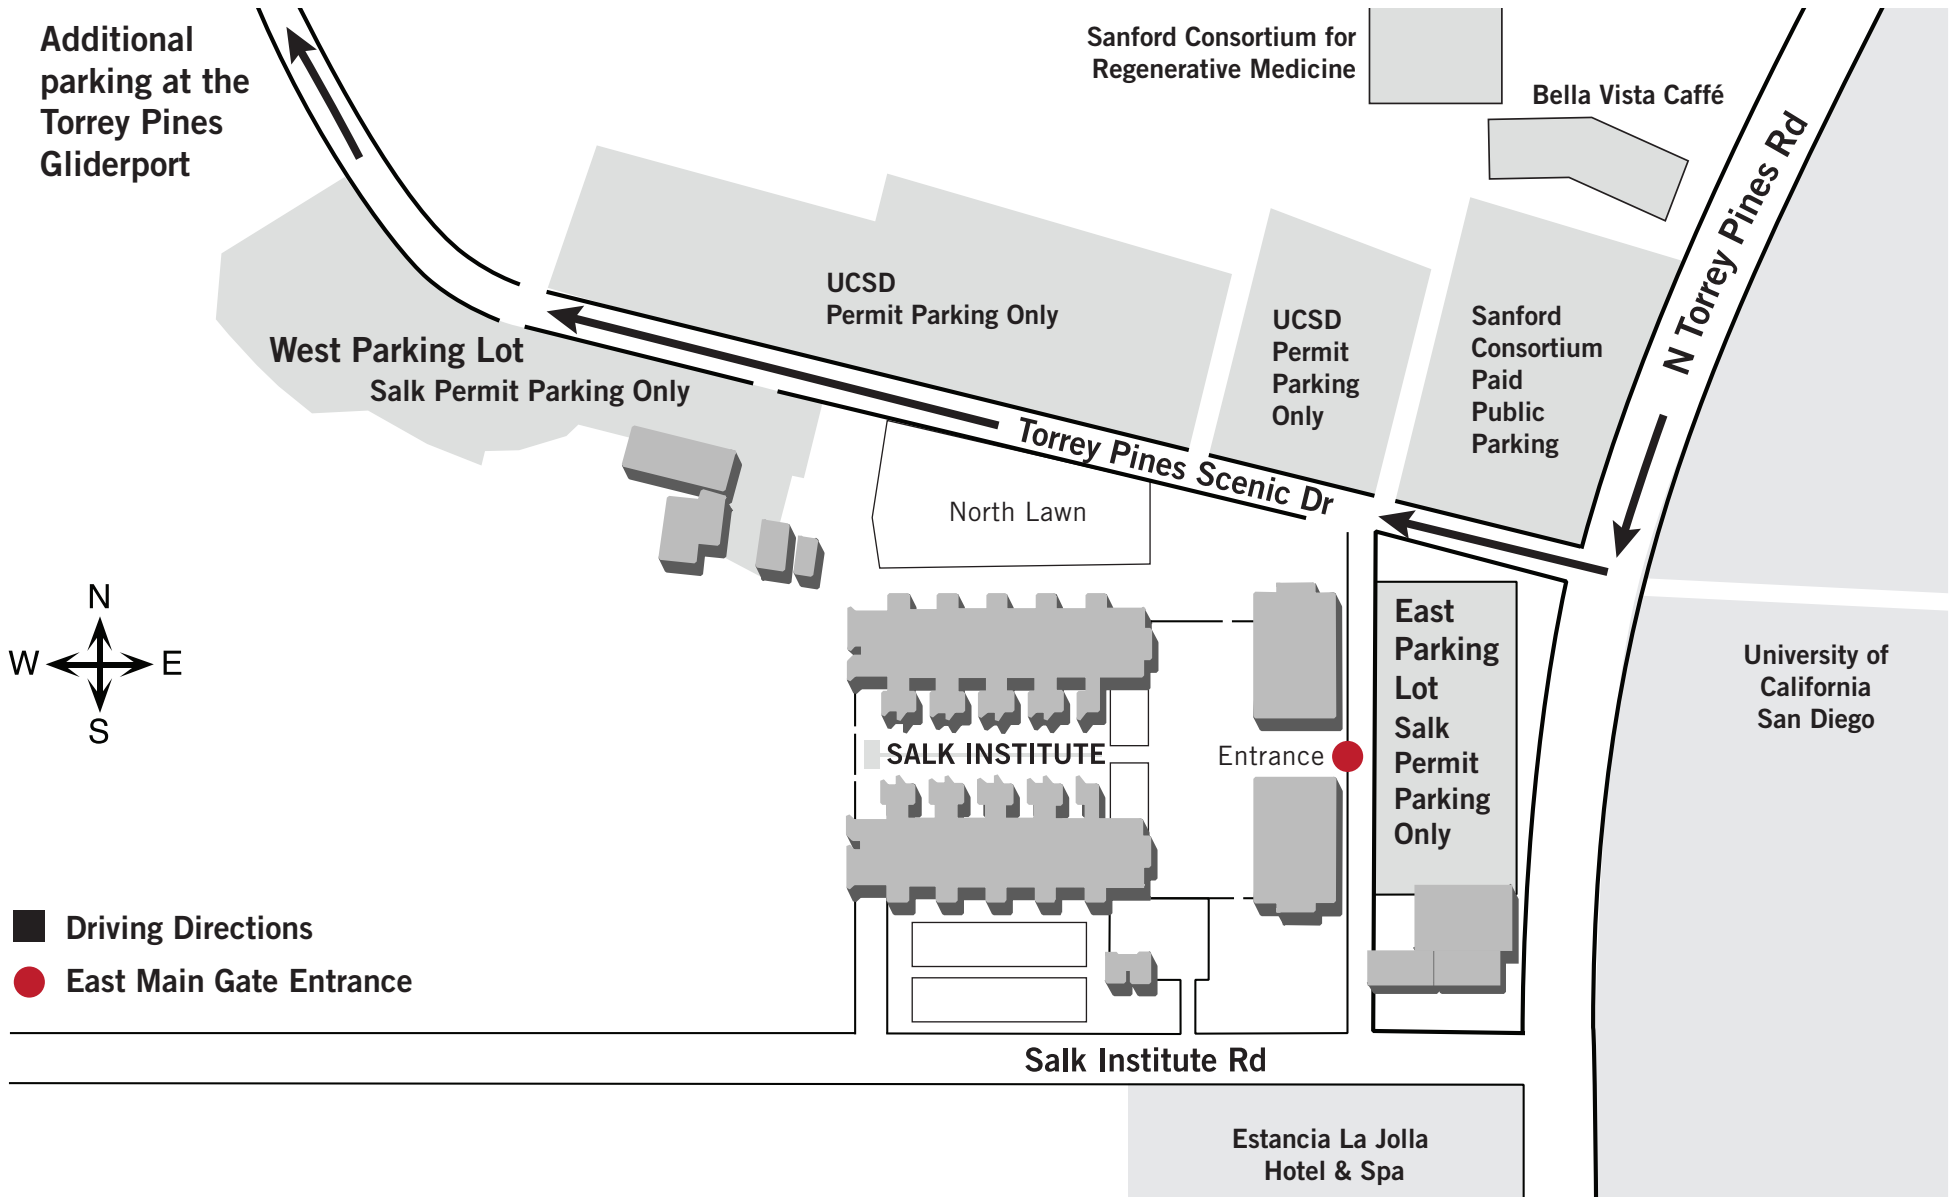 Additional
parking at the
Torrey Pines
Gliderport
Sanford Consortium for
Regenerative Medicine
Bella Vista Caffé
N Torrey Pines Rd
UCSD
Permit Parking Only
UCSD
Permit
Parking
Only
Sanford
Consortium
Paid
Public
Parking
West Parking Lot
Salk Permit Parking Only
Torrey Pines Scenic Dr
North Lawn
N
W E
S
East
Parking
Lot
Salk
Permit
Parking
Only
University of
California
San Diego
SALK INSTITUTE
Entrance
Driving Directions
East Main Gate Entrance
Salk Institute Rd
Estancia La Jolla
Hotel & Spa